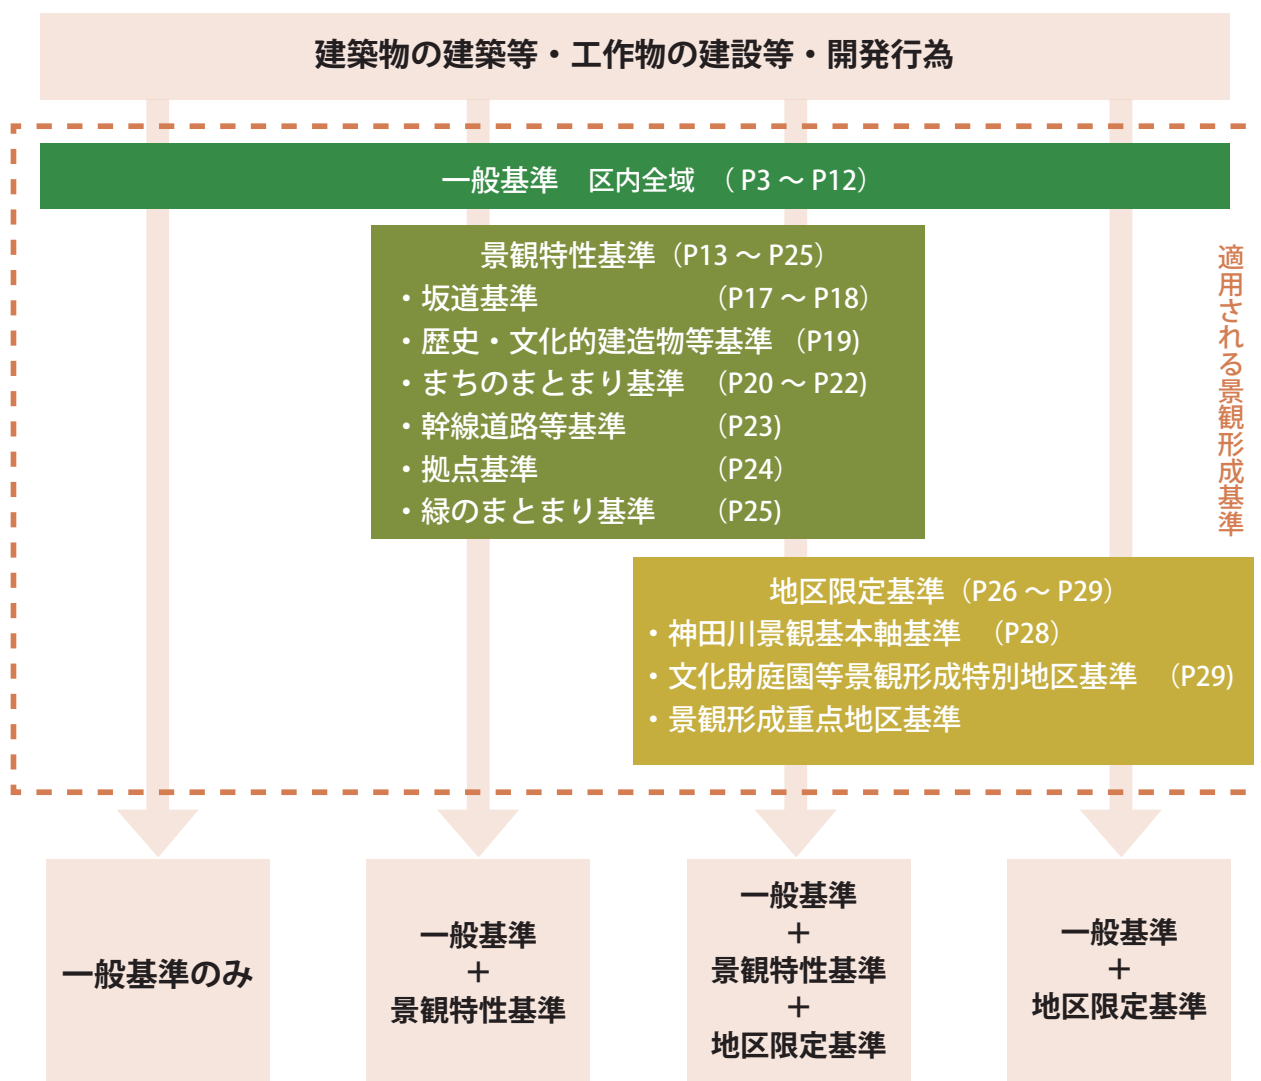 建築物の建築等・工作物の建設等・開発行為
一般基準　区内全域　（ P3 ～ P12）
景観特性基準（P13 ～ P25）
・坂道基準　（P17 ～ P18）
・歴史・文化的建造物等基準　（P19)
・まちのまとまり基準　（P20 ～ P22)
・幹線道路等基準　（P23)
・拠点基準　（P24）
・緑のまとまり基準　（P25)
適用される景観形成基準
地区限定基準（P26 ～ P29）
・神田川景観基本軸基準　（P28）
・文化財庭園等景観形成特別地区基準　（P29)
・景観形成重点地区基準
一般基準のみ
一般基準
＋
景観特性基準
一般基準
＋
景観特性基準
＋
地区限定基準
一般基準
＋
地区限定基準